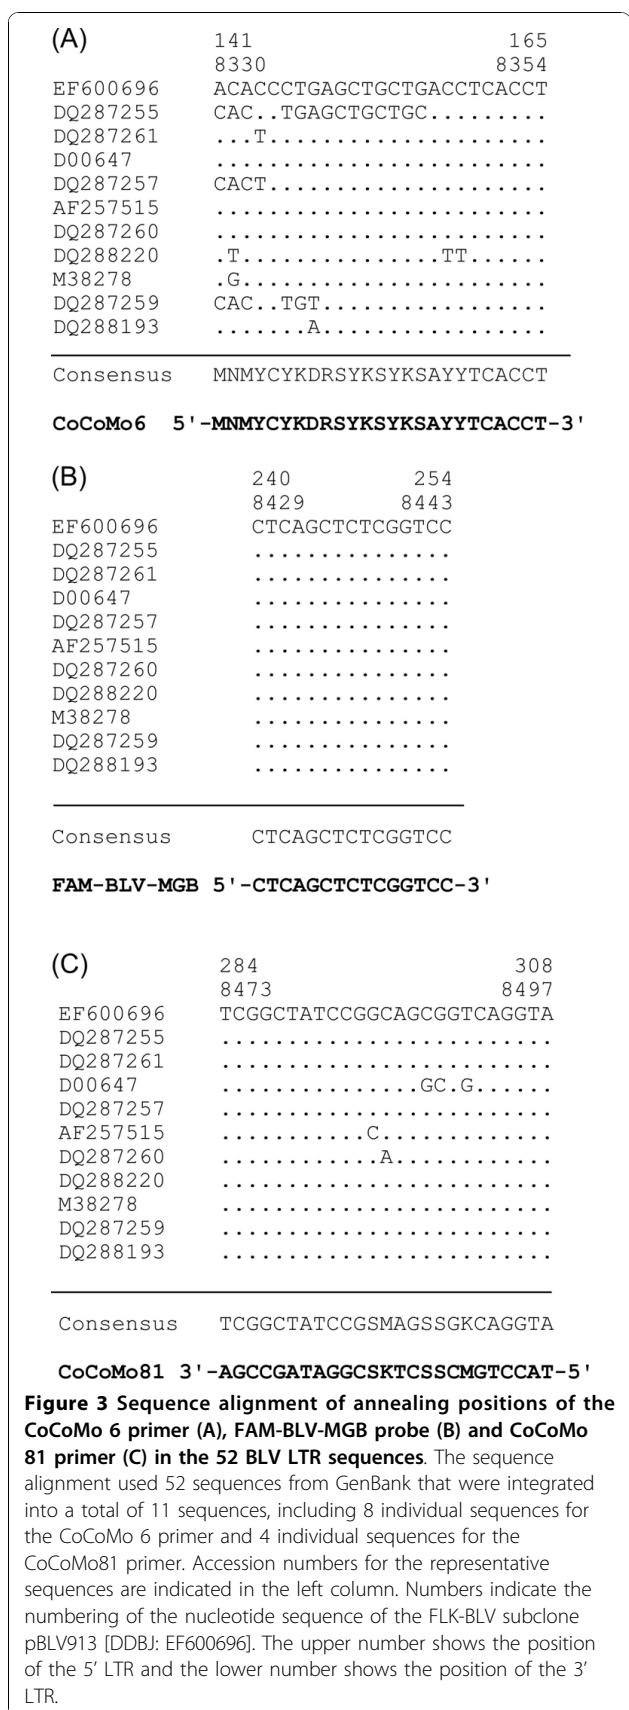 (A)
141 165
8330 8354
EF600696 ACACCCTGAGCTGCTGACCTCACCT
DQ287255 CAC..TGAGCTGCTGC.........
DQ287261 ...T.....................
D00647 .........................
DQ287257 CACT.....................
AF257515 .........................
DQ287260 .........................
DQ288220 .T...............TT......
M38278 .G.......................
DQ287259 CAC..TGT.................
DQ288193 .......A.................
Consensus MNMYCYKDRSYKSYKSAYYTCACCT
CoCoMo6 5'-MNMYCYKDRSYKSYKSAYYTCACCT-3'
(B)
240 254
8429 8443
EF600696 CTCAGCTCTCGGTCC
DQ287255 ...............
DQ287261 ...............
D00647 ...............
DQ287257 ...............
AF257515 ...............
DQ287260 ...............
DQ288220 ...............
M38278 ...............
DQ287259 ...............
DQ288193 ...............
Consensus CTCAGCTCTCGGTCC
FAM-BLV-MGB 5'-CTCAGCTCTCGGTCC-3'
(C)
284 308
8473 8497
EF600696 TCGGCTATCCGGCAGCGGTCAGGTA
DQ287255 .........................
DQ287261 .........................
D00647 ...............GC.G......
DQ287257 .........................
AF257515 ...........C.............
DQ287260 ............A............
DQ288220 .........................
M38278 .........................
DQ287259 .........................
DQ288193 .........................
Consensus TCGGCTATCCGSMAGSSGKCAGGTA
CoCoMo81 3'-AGCCGATAGGCSKTCSSCMGTCCAT-5'
Figure 3 Sequence alignment of annealing positions of the
CoCoMo 6 primer (A), FAM-BLV-MGB probe (B) and CoCoMo
81 primer (C) in the 52 BLV LTR sequences. The sequence
alignment used 52 sequences from GenBank that were integrated
into a total of 11 sequences, including 8 individual sequences for
the CoCoMo 6 primer and 4 individual sequences for the
CoCoMo81 primer. Accession numbers for the representative
sequences are indicated in the left column. Numbers indicate the
numbering of the nucleotide sequence of the FLK-BLV subclone
pBLV913 [DDBJ: EF600696]. The upper number shows the position
of the 5' LTR and the lower number shows the position of the 3'
LTR.